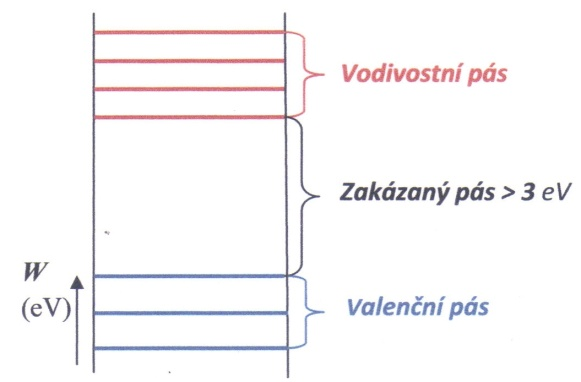 Vodivostní pás
Zakázaný pás > 3 eV
W
(eV)
Valenční pás